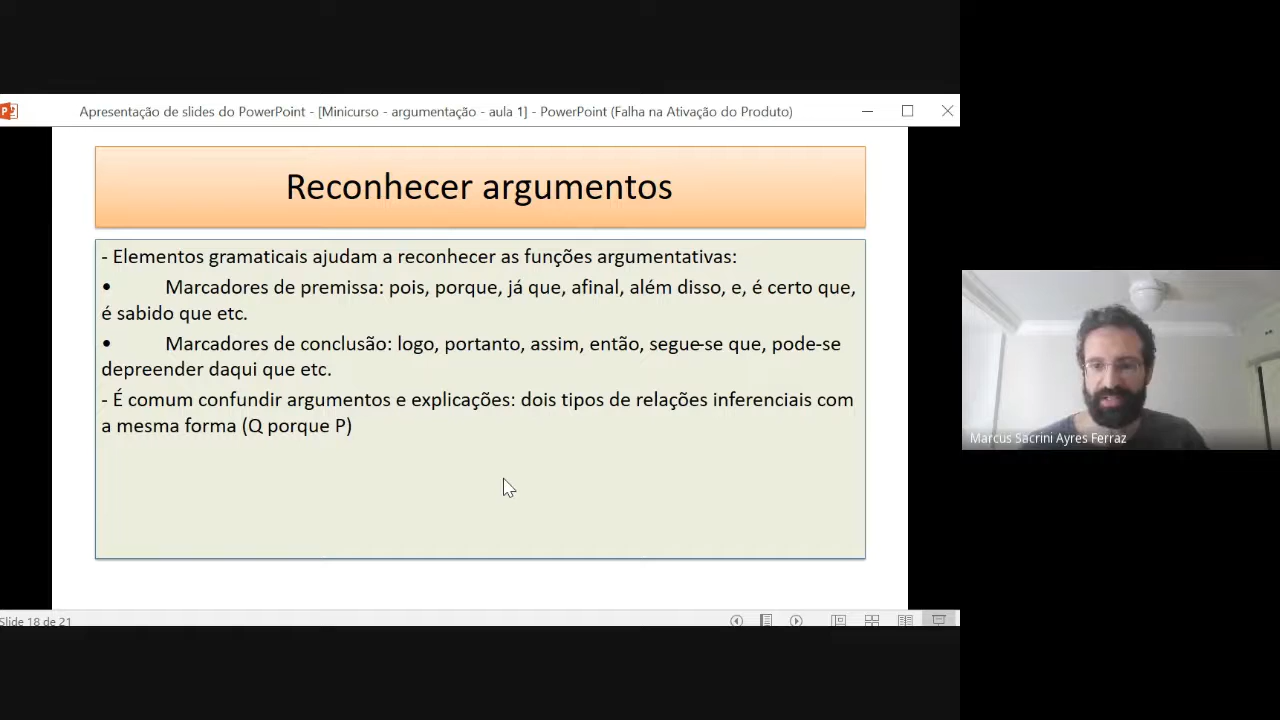 Apresentação de slides do PowerPoint - [Minicurso - argumentação - aula 1] - PowerPoint (Falha na Ativação do Produto)
Reconhecer argumentos
- Elementos gramaticais ajudam a reconhecer as funções argumentativas:
• Marcadores de premissa: pois, porque, já que, afinal, além disso, e, é certo que,
é sabido que etc.
• Marcadores de conclusão: logo, portanto, assim, então, segue-se que, pode-se
depreender daqui que etc.
- É comum confundir argumentos e explicações: dois tipos de relações inferenciais com
a mesma forma (Q porque P)
Marcus Sacrini Ayres Ferraz
Slide 18 de 21